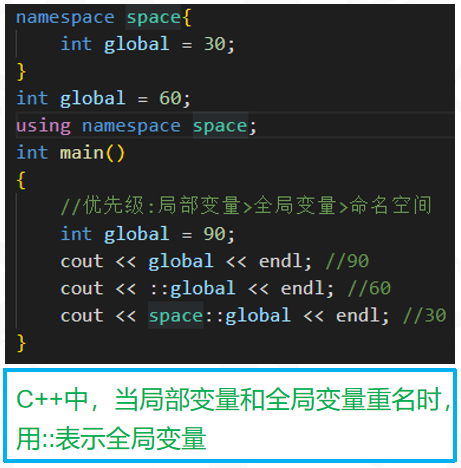 namespace space{
    int global = 30;
}
int global = 60;
using namespace space;
int main()
{
    //优先级:局部变量>全局变量>命名空间
    int global = 90;
    cout << global << endl; //90
    cout << ::global << endl; //60
    cout << space::global << endl; //30
}
C++中，当局部变量和全局变量重名时，
用::表示全局变量